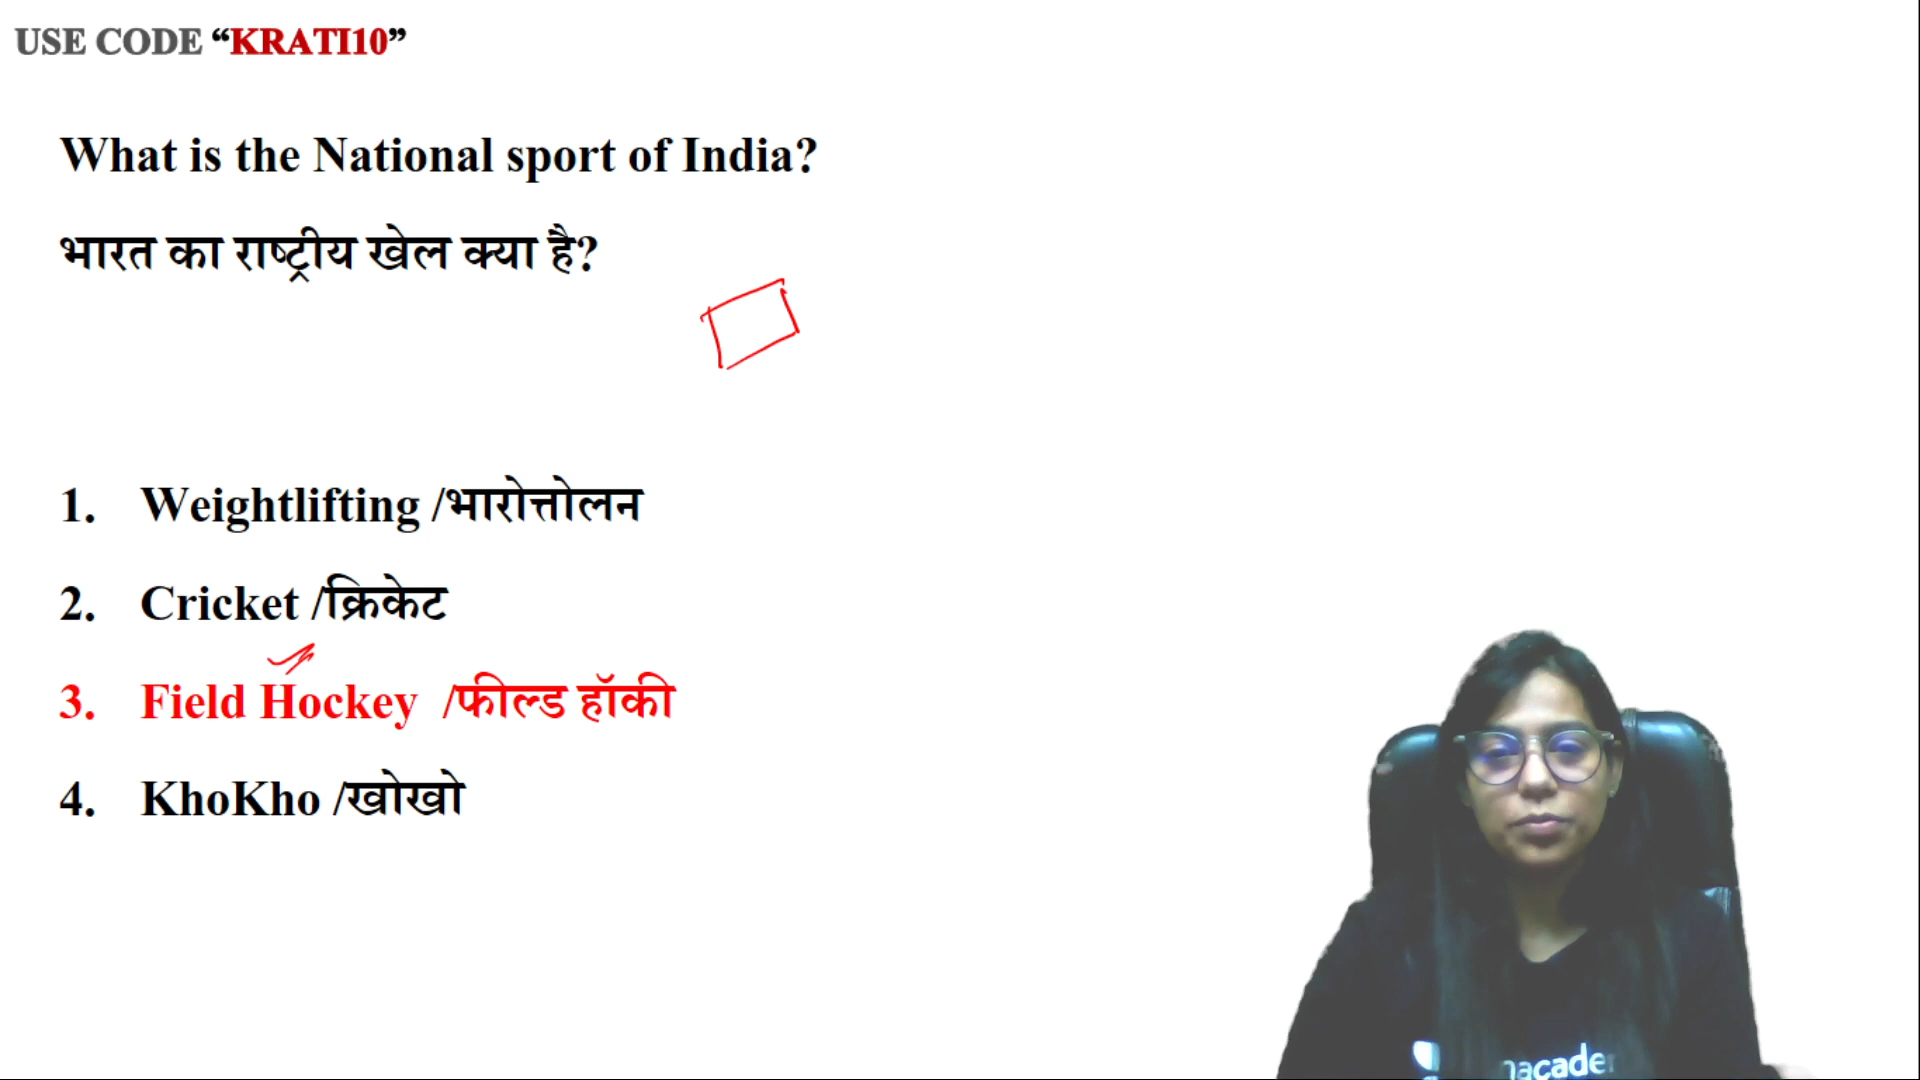 USE CODE “KRATI10”
What is the National sport of India?
भारत का राष्ट्रीय खेल क्या है?
1. Weightlifting /भारोत्तोलन
2. Cricket /क्रिकेट
3. Field Hockey /फील्ड हॉकी
4. KhoKho /खोखो